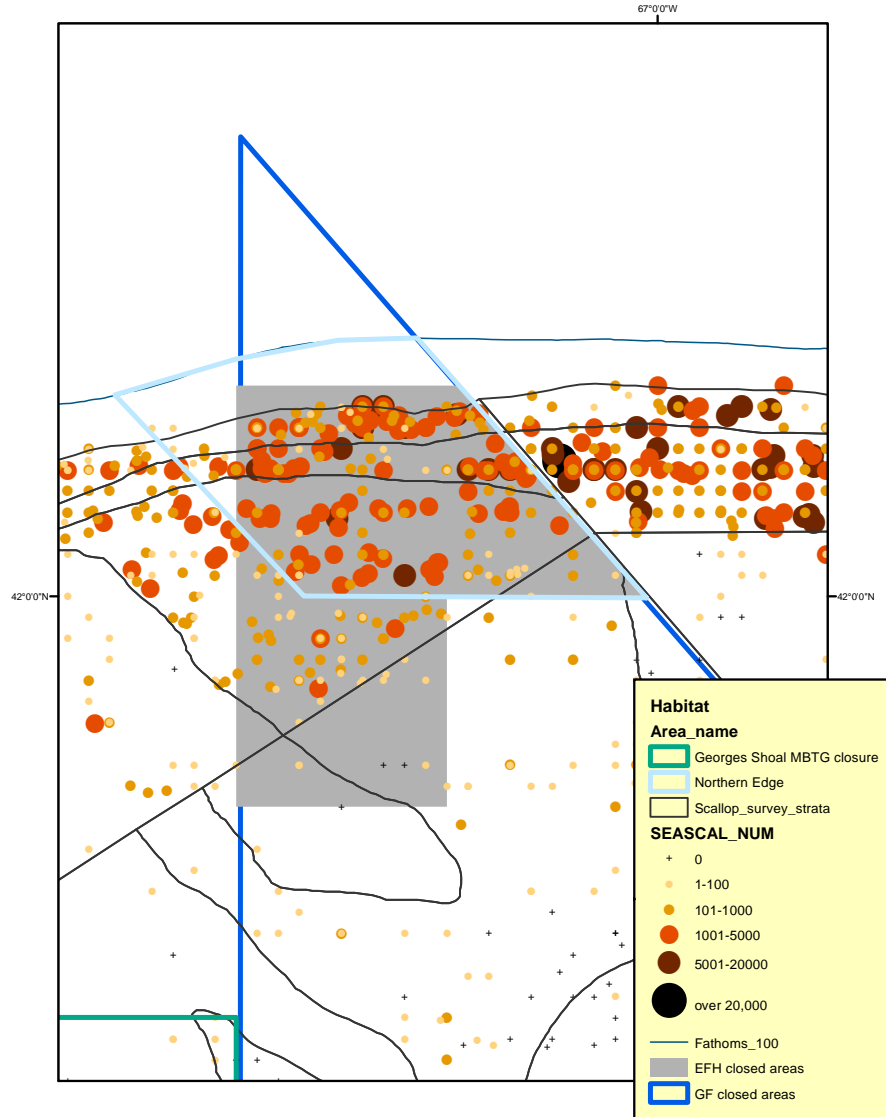 67°0'0"W
42°0'0"N
42°0'0"N
Habitat
Area_name
Georges Shoal MBTG closure
Northern Edge
Scallop_survey_strata
SEASCAL_NUM
0
1-100
101-1000
1001-5000
5001-20000
over 20,000
Fathoms_100
EFH closed areas
GF closed areas